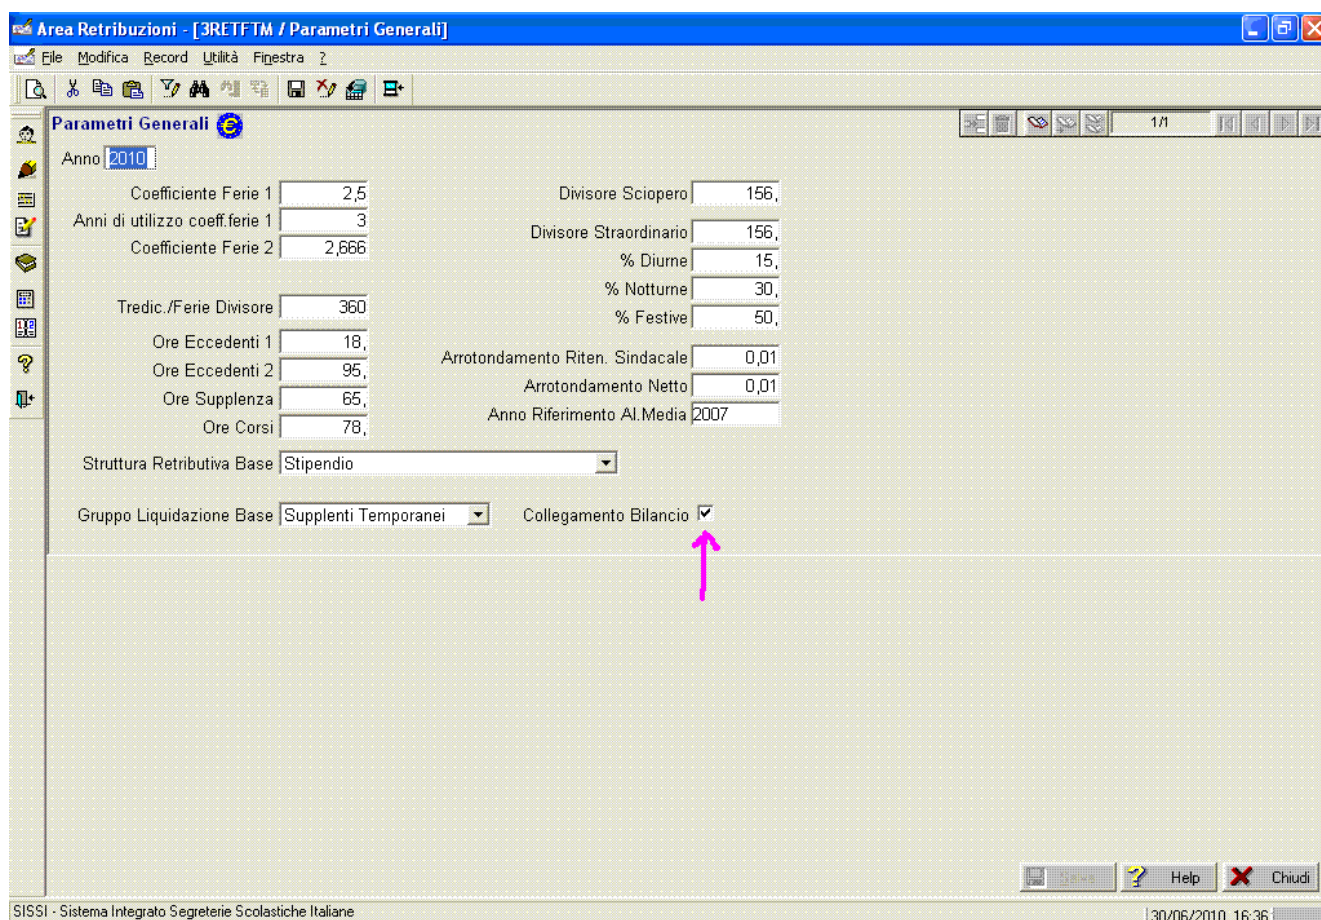 Area Retribuzioni - [3RETFTM / Parametri Generali]
File Modifica Record Utilità Finestra ?
Parametri Generali
1/1
Anno 2010
Coefficiente Ferie 1 2,5
Divisore Sciopero 156,
Anni di utilizzo coeff.ferie 1 3
Divisore Straordinario 156,
Coefficiente Ferie 2 2,666
% Diurne 15,
% Notturne 30,
Tredic./Ferie Divisore 360
% Festive 50,
Ore Eccedenti 1 18,
Arrotondamento Riten. Sindacale 0,01
Ore Eccedenti 2 95,
Arrotondamento Netto 0,01
Ore Supplenza 65,
Anno Riferimento Al.Media 2007
Ore Corsi 78,
Struttura Retributiva Base Stipendio
Gruppo Liquidazione Base Supplenti Temporanei Collegamento Bilancio
Help Chiudi
SISSI - Sistema Integrato Segreterie Scolastiche Italiane
30/06/2010 16:36